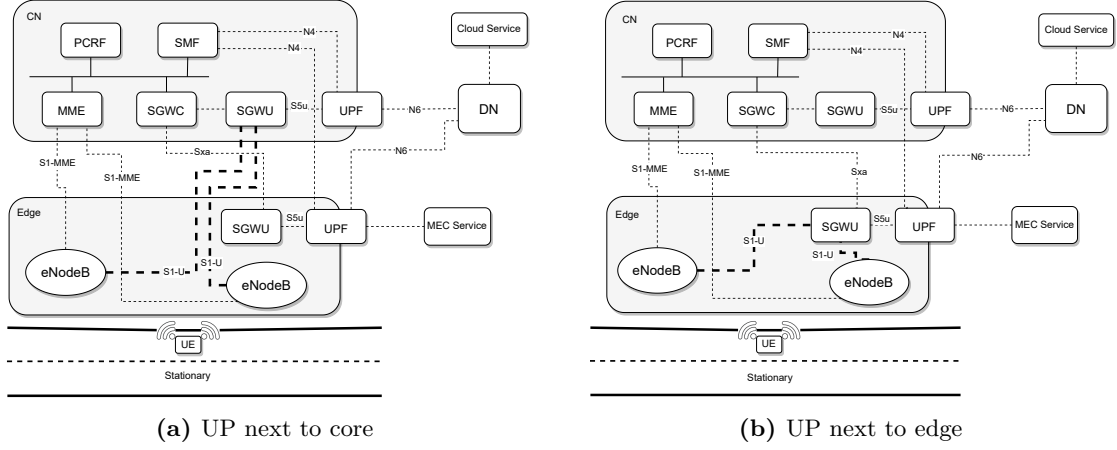 CN
PCRF
SMF
N4
N4
Cloud Service
MME
SGWC
SGWU
S5u
UPF
N6
DN
S1-MME
S1-MME
Sxa
N6
Edge
SGWU
S5u
UPF
MEC Service
eNodeB
S1-U
S1-U
eNodeB
UE
Stationary
(a) UP next to core
CN
PCRF
SMF
N4
N4
Cloud Service
MME
SGWC
SGWU
S5u
UPF
N6
DN
S1-MME
S1-MME
Sxa
N6
Edge
SGWU
S5u
UPF
MEC Service
S1-U
S1-U
eNodeB
eNodeB
UE
Stationary
(b) UP next to edge